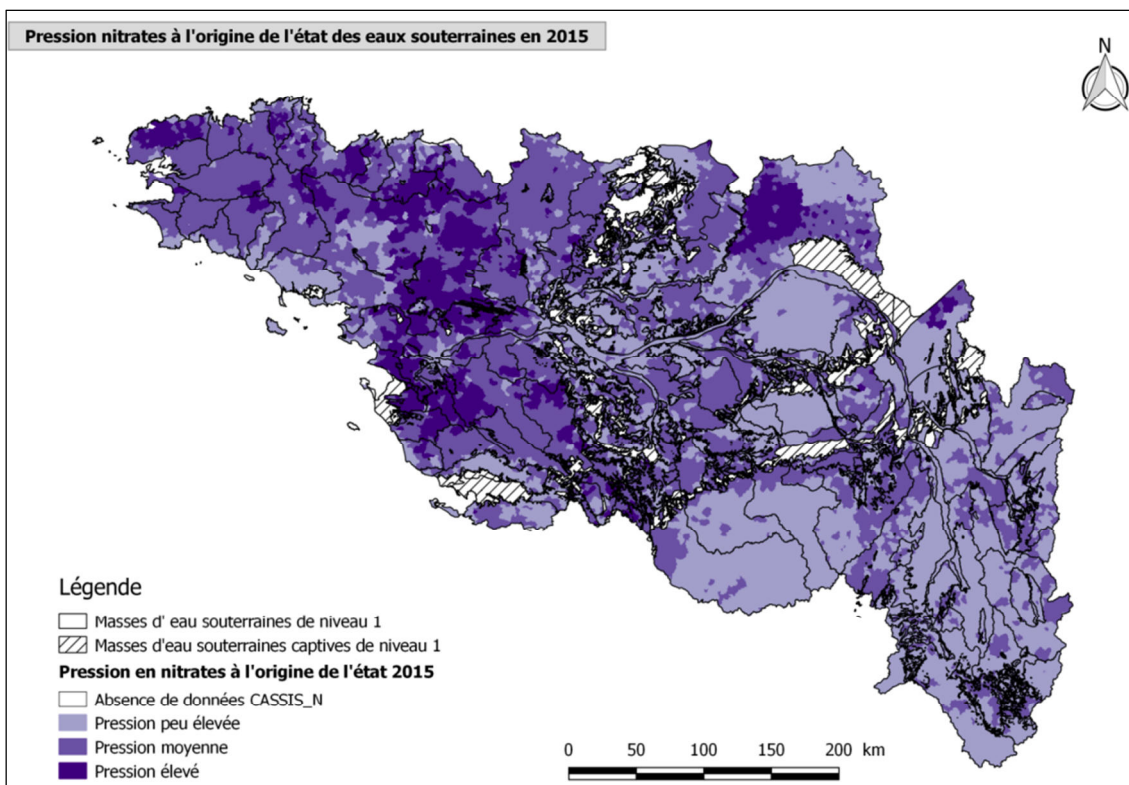 Pression nitrates à l'origine de l'état des eaux souterraines en 2015
N
Légende
Masses d' eau souterraines de niveau 1
Masses d'eau souterraines captives de niveau 1
Pression en nitrates à l'origine de l'état 2015
Absence de données CASSIS_N
Pression peu élevée
Pression moyenne
Pression élevé
0 50 100 150 200 km